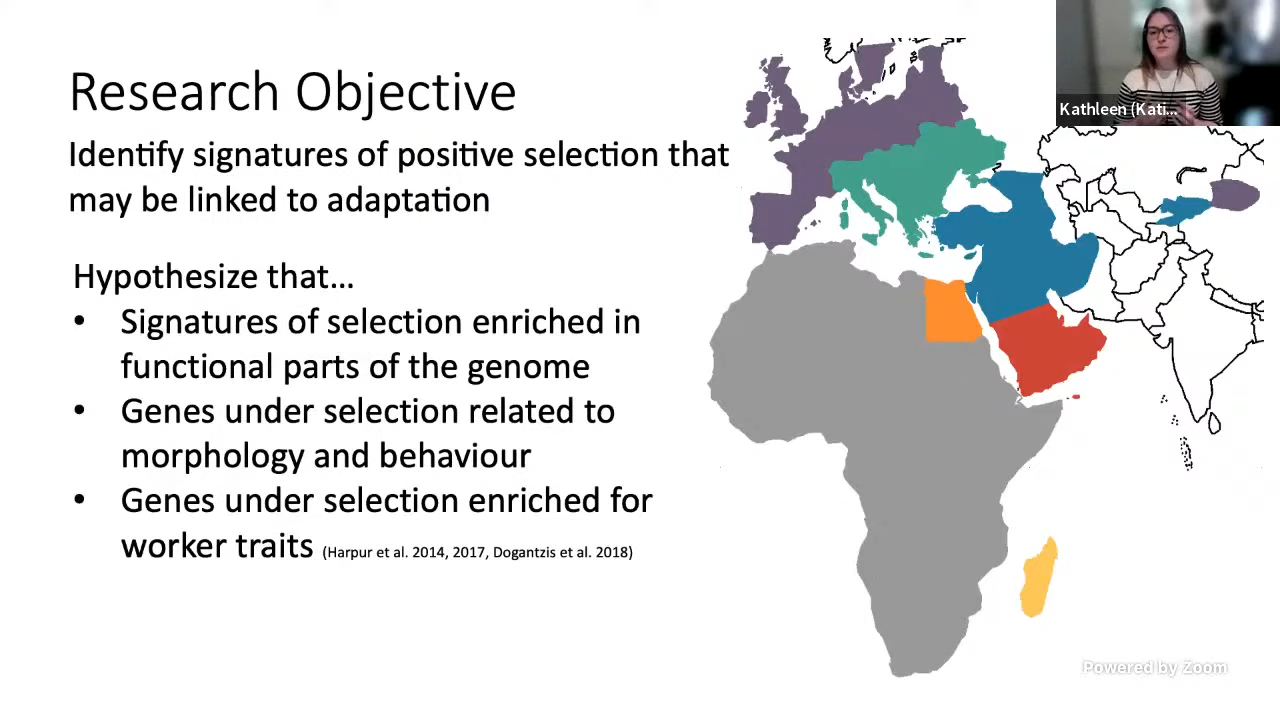 Research Objective
Identify signatures of positive selection that
may be linked to adaptation
Hypothesize that...
• Signatures of selection enriched in
functional parts of the genome
• Genes under selection related to
morphology and behaviour
• Genes under selection enriched for
worker traits (Harpur et al. 2014, 2017, Dogantzis et al. 2018)
Kathleen (Kati...
Powered by Zoom